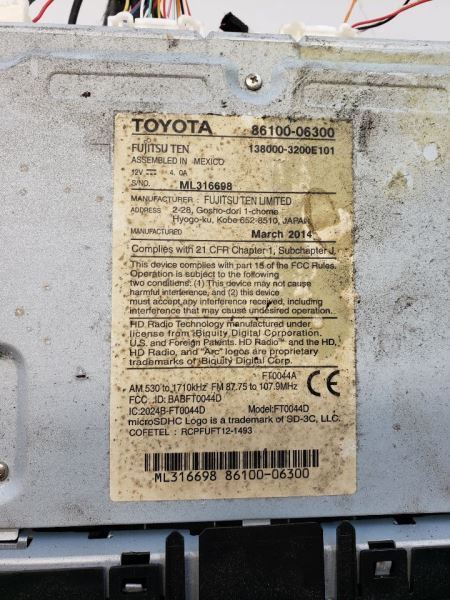 TOYOTA 86100-06300
FUJITSU TEN 138000-3200E101
ASSEMBLED IN MEXICO
12V 4.0A
S/NO. ML316698
MANUFACTURER : FUJITSU TEN LIMITED
ADDRESS 2-28, Gosho-dori 1-chome
Hyogo-ku, Kobe 652-8510, JAPAN
MANUFACTURED March 2014
Complies with 21 CFR Chapter 1, Subchapter J.
This device complies with part 15 of the FCC Rules.
Operation is subject to the following
two conditions: (1) This device may not cause
harmful interference, and (2) this device
must accept any interference received, including
interference that may cause undesired operation.
HD Radio Technology manufactured under
license from iBiquity Digital Corporation.
U.S. and Foreign Patents. HD Radio™ and the HD,
HD Radio, and "Arc" logos are proprietary
trademarks of iBiquity Digital Corp.
FT0044A
AM 530 to 1710kHz FM 87.75 to 107.9MHz CE
FCC ID: BABFT0044D
IC:2024B-FT0044D Model:FT0044D
microSDHC Logo is a trademark of SD-3C, LLC.
COFETEL : RCPFUFT12-1493
ML316698 86100-06300